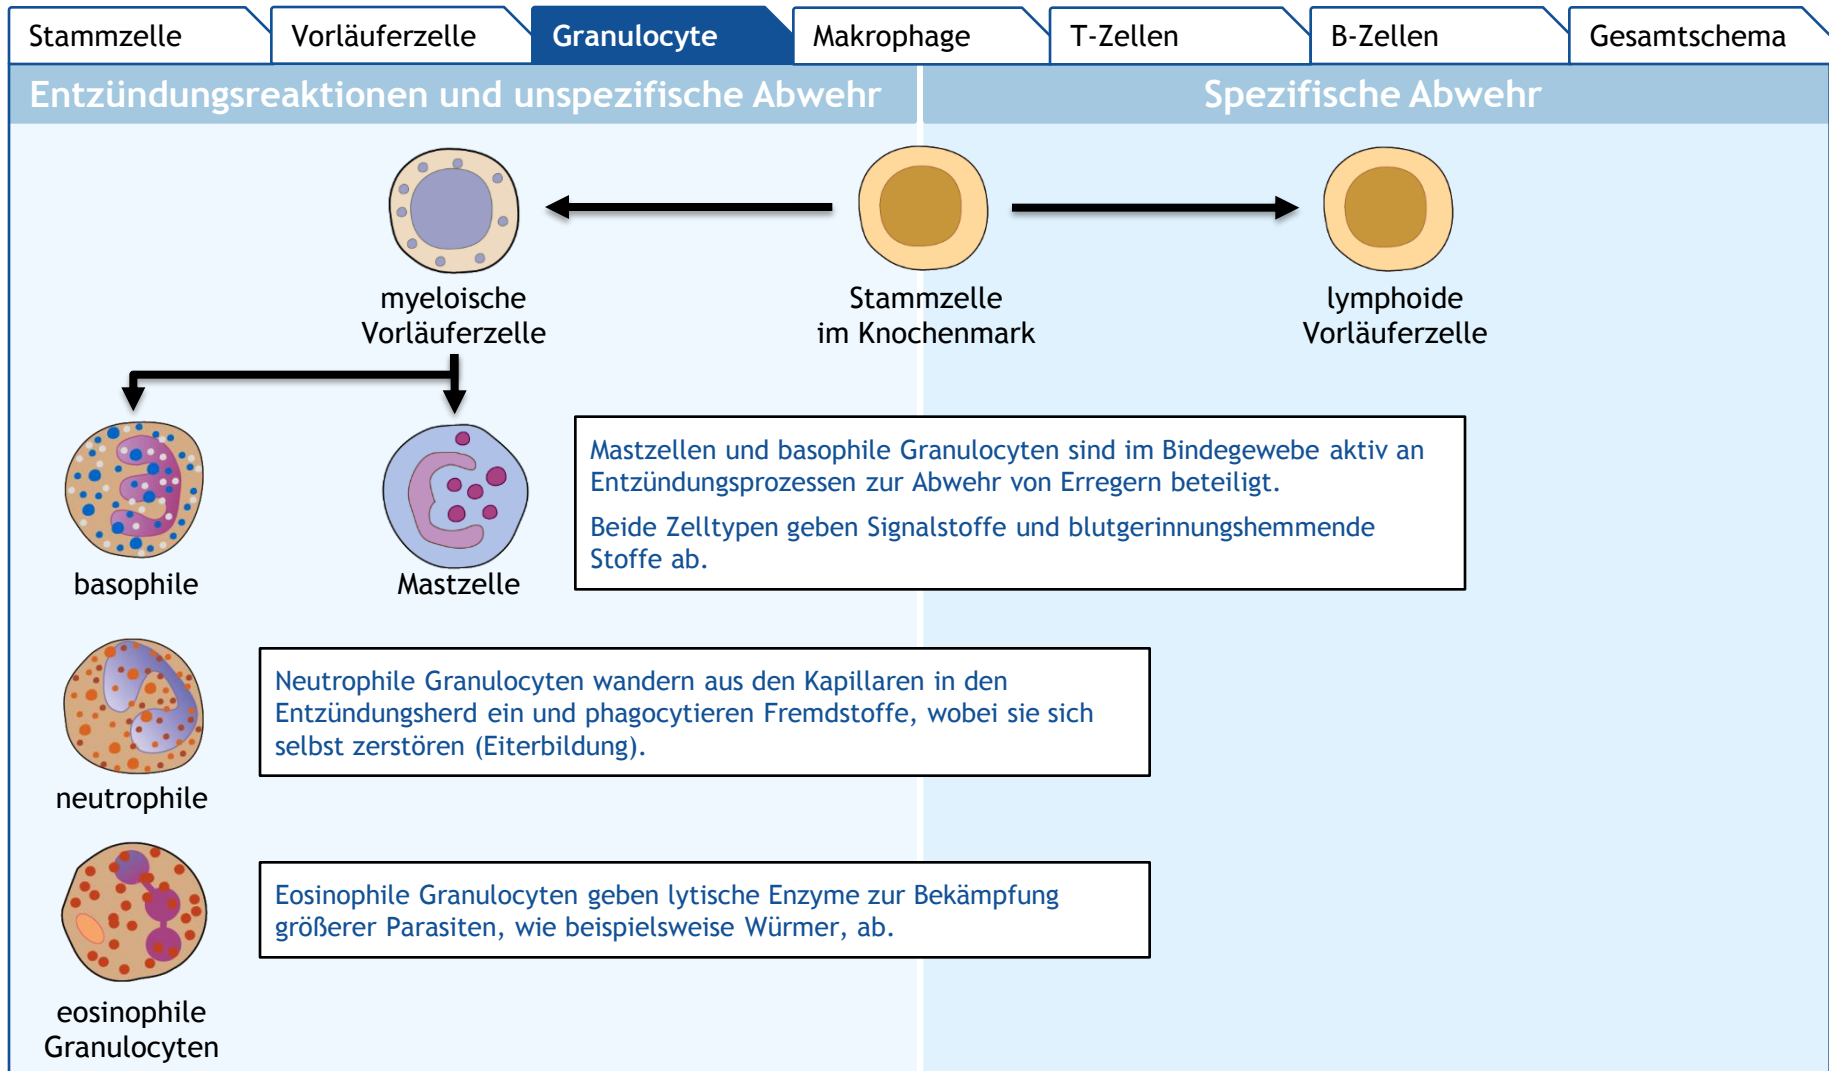 Stammzelle
Vorläuferzelle
Granulocyte
Makrophage
T-Zellen
B-Zellen
Gesamtschema
Entzündungsreaktionen und unspezifische Abwehr
Spezifische Abwehr
myeloische
Vorläuferzelle
Stammzelle
im Knochenmark
lymphoide
Vorläuferzelle
basophile
Mastzelle
Mastzellen und basophile Granulocyten sind im Bindegewebe aktiv an
Entzündungsprozessen zur Abwehr von Erregern beteiligt.
Beide Zelltypen geben Signalstoffe und blutgerinnungshemmende
Stoffe ab.
neutrophile
Neutrophile Granulocyten wandern aus den Kapillaren in den
Entzündungsherd ein und phagocytieren Fremdstoffe, wobei sie sich
selbst zerstören (Eiterbildung).
eosinophile
Granulocyten
Eosinophile Granulocyten geben lytische Enzyme zur Bekämpfung
größerer Parasiten, wie beispielsweise Würmer, ab.